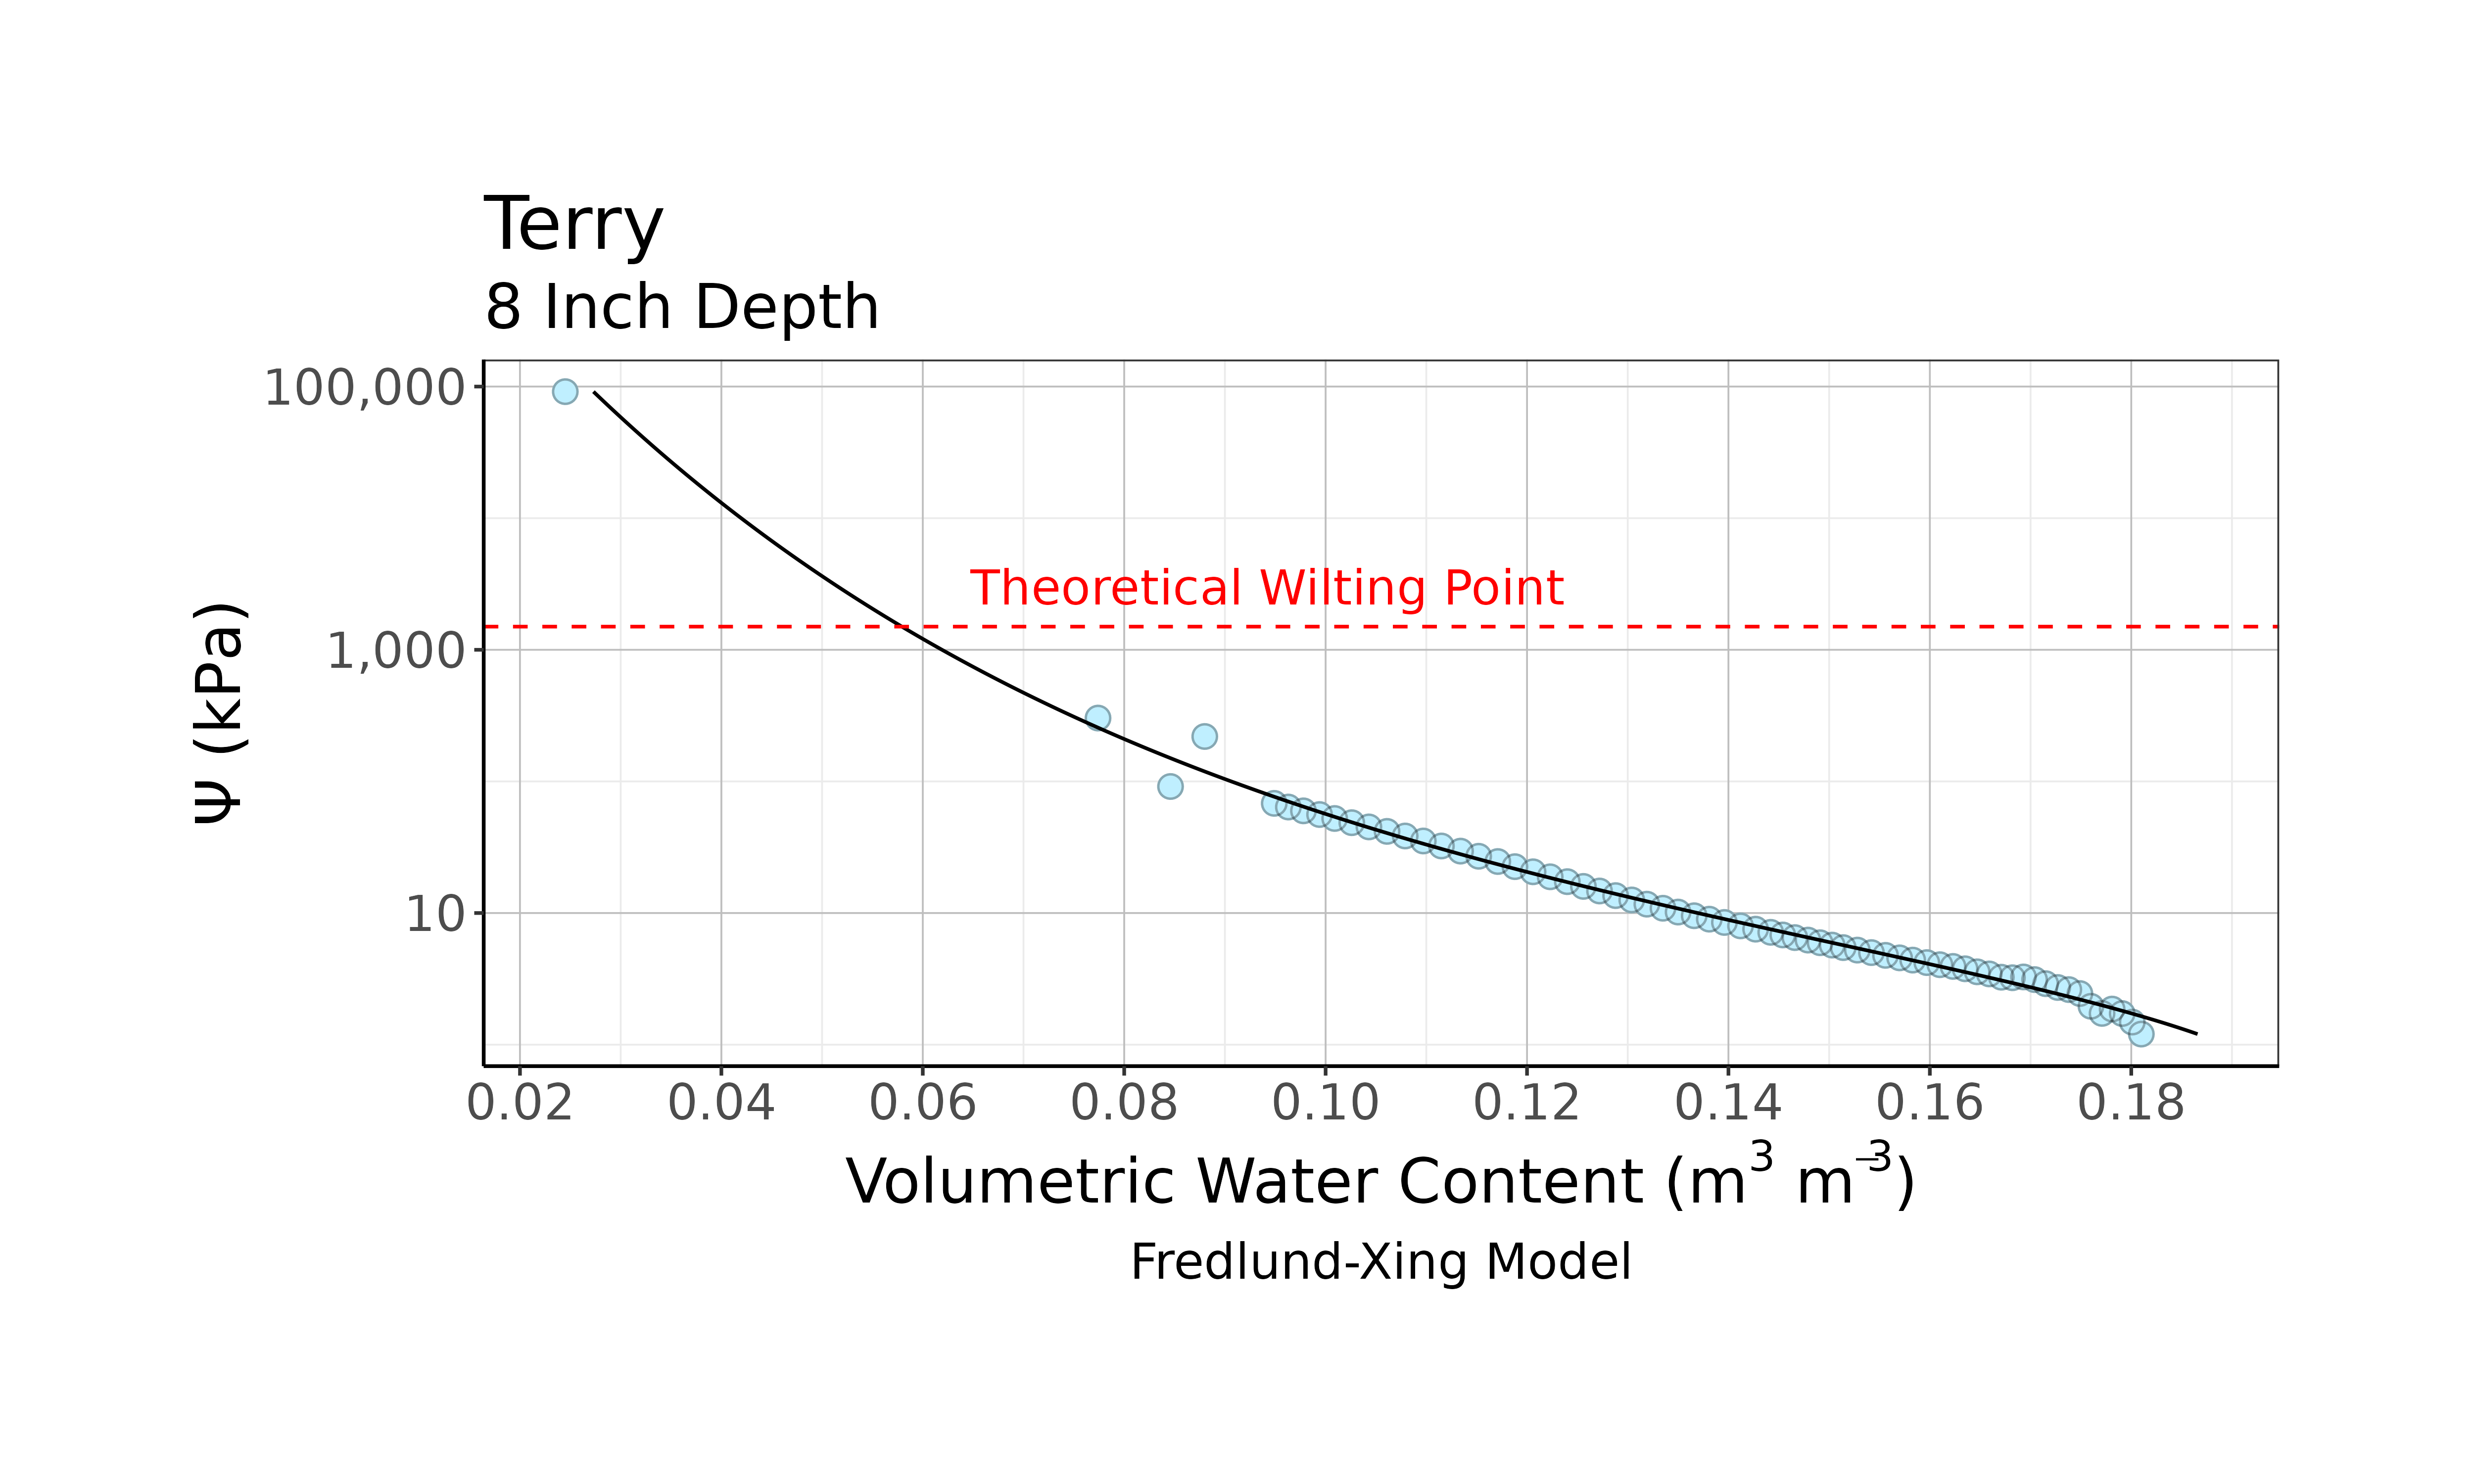 Terry
8 Inch Depth
100,000
1,000
10
Ψ (kPa)
Theoretical Wilting Point
0.02 0.04 0.06 0.08 0.10 0.12 0.14 0.16 0.18
Volumetric Water Content (m³ m⁻³)
Fredlund-Xing Model